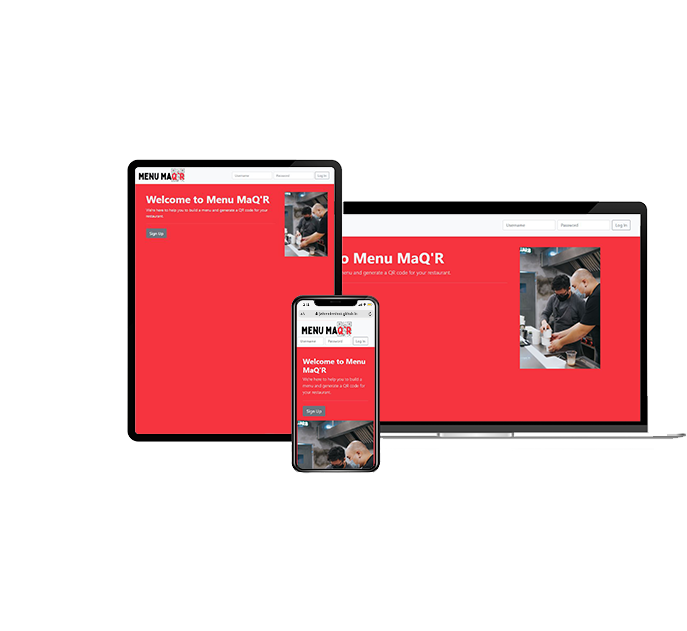 MENU MAQ'R
Username
Password
Log In
Welcome to Menu MaQ'R
We're here to help you to build a menu and generate a QR code for your
restaurant.
Sign Up
Username
Password
Log In
o Menu MaQ'R
menu and generate a QR code for your restaurant.
MENU MAQ'R
Username
Password
Log In
Welcome to Menu
MaQ'R
We're here to help you to build a
menu and generate a QR code for
your restaurant.
Sign Up